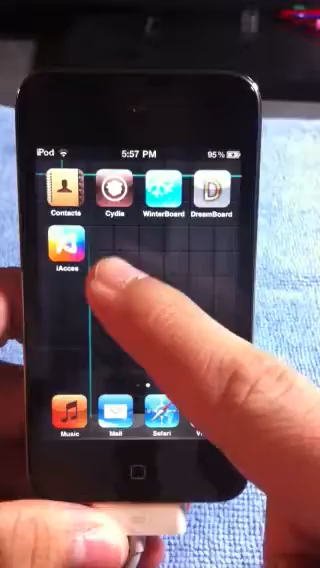 iPod 5:57 PM 95%
Contacts Cydia WinterBoard DreamBoard
D
iAcces
Music Mail Safari